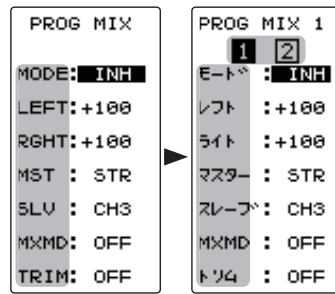 PROG MIX
MODE: INH
LEFT:+100
RGHT:+100
MST : STR
SLV : CH3
MXMD: OFF
TRIM: OFF
PROG MIX 1
1 2
モード : INH
レフト :+100
ライト :+100
マスター : STR
スレーブ : CH3
MXMD : OFF
トリム : OFF